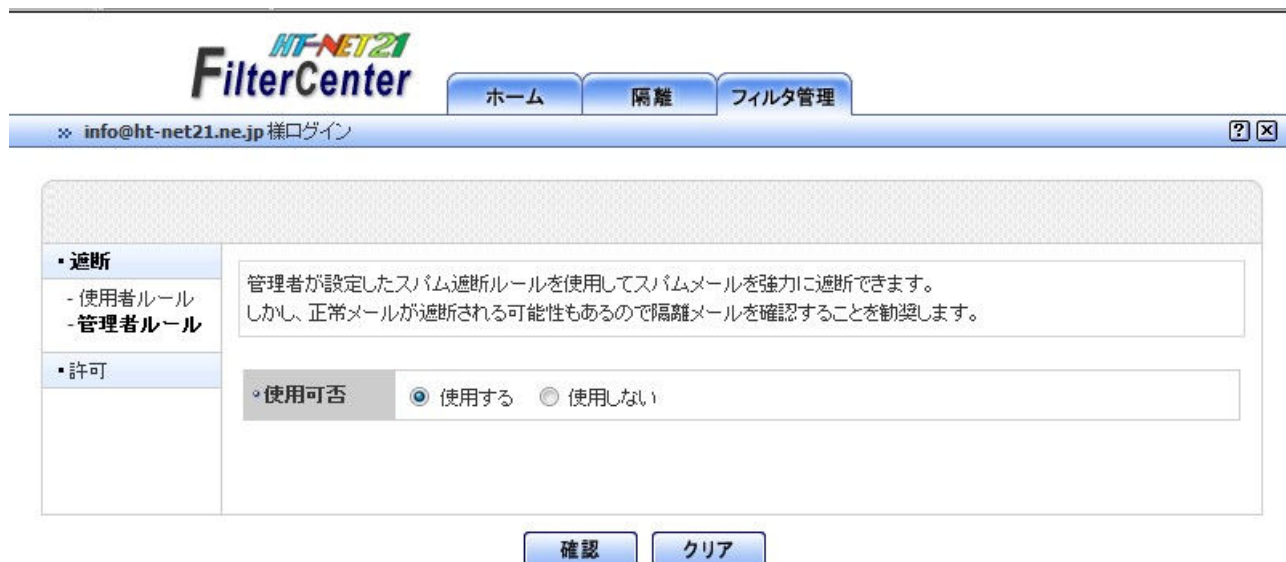 HT-NET21
FilterCenter
ホーム 隔離 フィルタ管理
» info@ht-net21.ne.jp 様ログイン
? ×
▪遮断
- 使用者ルール
- 管理者ルール
▪許可
管理者が設定したスパム遮断ルールを使用してスパムメールを強力に遮断できます。
しかし、正常メールが遮断される可能性もあるので隔離メールを確認することを勧奨します。
使用可否 使用する 使用しない
確認 クリア